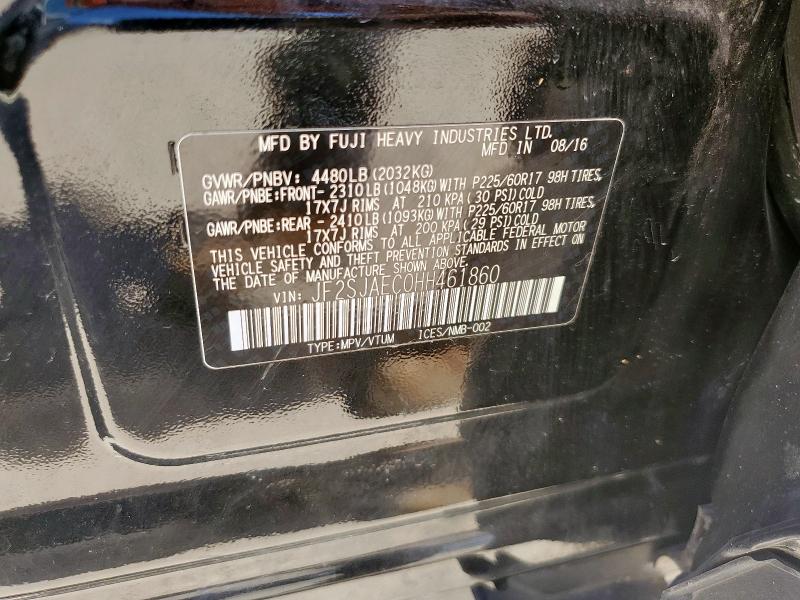 MFD BY FUJI HEAVY INDUSTRIES LTD.
MFD IN 08/16
GVWR/PNBV: 4480LB(2032KG)
GAWR/PNBE:FRONT- 2310LB(1048KG)WITH P225/60R17 98H TIRES,
17X7J RIMS AT 210 KPA(30 PSI)COLD
GAWR/PNBE:REAR - 2410LB(1093KG)WITH P225/60R17 98H TIRES,
17X7J RIMS AT 200 KPA(29 PSI)COLD
THIS VEHICLE CONFORMS TO ALL APPLICABLE FEDERAL MOTOR
VEHICLE SAFETY AND THEFT PREVENTION STANDARDS IN EFFECT ON
THE DATE OF MANUFACTURE SHOWN ABOVE.
VIN: JF2SJAEC0HH461860
TYPE:MPV/VTUM ICES/NMB-002